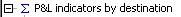 Σ P&L indicators by destination